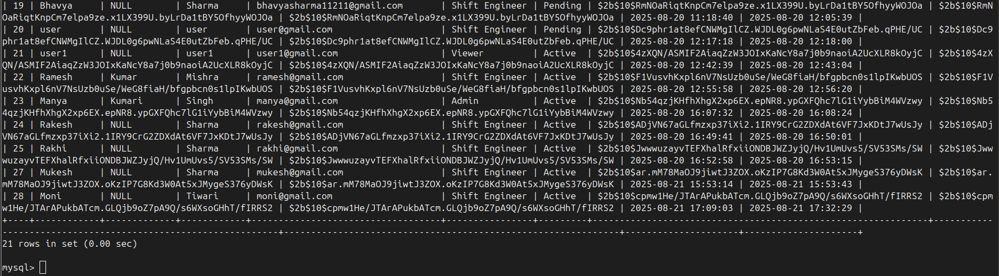 | 19 | Bhavya     | NULL        | Sharma     | bhavyasharma11211@gmail.com       | Shift Engineer | Pending | $2b$10$RmNOaRiqtKnpCm7elpa9ze.x1LX399U.byLrDa1tBY5OfhyyWOJOa | $2b$10$RmN
OaRiqtKnpCm7elpa9ze.x1LX399U.byLrDa1tBY5OfhyyWOJOa | $2b$10$RmNOaRiqtKnpCm7elpa9ze.x1LX399U.byLrDa1tBY5OfhyyWOJOa | 2025-08-20 11:18:40 | 2025-08-20 12:05:39 |
| 20 | user       | NULL        | user       | user@gmail.com                    | Shift Engineer | Pending | $2b$10$Dc9phr1at8efCNWMgIlCZ.WJDL0g6pwNLaS4E0utZbFeb.qPHE/UC | $2b$10$Dc9
phr1at8efCNWMgIlCZ.WJDL0g6pwNLaS4E0utZbFeb.qPHE/UC | $2b$10$Dc9phr1at8efCNWMgIlCZ.WJDL0g6pwNLaS4E0utZbFeb.qPHE/UC | 2025-08-20 12:17:18 | 2025-08-20 12:18:00 |
| 21 | user1      | NULL        | user1      | user1@gmail.com                   | Viewer         | Active  | $2b$10$4zXQN/ASMIF2AiaqZzW3JOIxKaNcY8a7j0b9naoiA2UcXLR8kOyjC | $2b$10$4zX
QN/ASMIF2AiaqZzW3JOIxKaNcY8a7j0b9naoiA2UcXLR8kOyjC | $2b$10$4zXQN/ASMIF2AiaqZzW3JOIxKaNcY8a7j0b9naoiA2UcXLR8kOyjC | 2025-08-20 12:42:39 | 2025-08-20 12:43:04 |
| 22 | Ramesh     | Kumar       | Mishra     | ramesh@gmail.com                  | Shift Engineer | Active  | $2b$10$F1VusvhKxpl6nV7NsUzb0uSe/WeG8fiaH/bfgpbcn0s1lpIKwbUOS | $2b$10$F1V
usvhKxpl6nV7NsUzb0uSe/WeG8fiaH/bfgpbcn0s1lpIKwbUOS | $2b$10$F1VusvhKxpl6nV7NsUzb0uSe/WeG8fiaH/bfgpbcn0s1lpIKwbUOS | 2025-08-20 12:55:58 | 2025-08-20 12:56:20 |
| 23 | Manya      | Kumari      | Singh      | manya@gmail.com                   | Admin          | Active  | $2b$10$Nb54qzjKHfhXhgX2xp6EX.epNR8.ypGXFQhc7lG1iYybBiM4WVzwy | $2b$10$Nb5
4qzjKHfhXhgX2xp6EX.epNR8.ypGXFQhc7lG1iYybBiM4WVzwy | $2b$10$Nb54qzjKHfhXhgX2xp6EX.epNR8.ypGXFQhc7lG1iYybBiM4WVzwy | 2025-08-20 16:07:32 | 2025-08-20 16:08:24 |
| 24 | Rakesh     | NULL        | Sharma     | rakesh@gmail.com                  | Shift Engineer | Active  | $2b$10$ADjVN67aGLfmzxp37iXi2.1IRY9CrG2ZDXdAt6VF7JxKDtJ7wUsJy | $2b$10$ADj
VN67aGLfmzxp37iXi2.1IRY9CrG2ZDXdAt6VF7JxKDtJ7wUsJy | $2b$10$ADjVN67aGLfmzxp37iXi2.1IRY9CrG2ZDXdAt6VF7JxKDtJ7wUsJy | 2025-08-20 16:49:41 | 2025-08-20 16:50:01 |
| 25 | Rakhi      | NULL        | Sharma     | rakhi@gmail.com                   | Shift Engineer | Active  | $2b$10$JwwwuzayvTEFXhalRfxiiONDBJWZJyjQ/Hv1UmUvs5/SV53SMs/SW | $2b$10$Jww
wuzayvTEFXhalRfxiiONDBJWZJyjQ/Hv1UmUvs5/SV53SMs/SW | $2b$10$JwwwuzayvTEFXhalRfxiiONDBJWZJyjQ/Hv1UmUvs5/SV53SMs/SW | 2025-08-20 16:52:58 | 2025-08-20 16:53:15 |
| 27 | Mukesh     | NULL        | Sharma     | mukesh@gmail.com                  | Shift Engineer | Active  | $2b$10$ar.mM78MaOJ9jiwtJ3ZOX.oKzIP7G8Kd3W0At5xJMygeS376yDWsK | $2b$10$ar.
mM78MaOJ9jiwtJ3ZOX.oKzIP7G8Kd3W0At5xJMygeS376yDWsK | $2b$10$ar.mM78MaOJ9jiwtJ3ZOX.oKzIP7G8Kd3W0At5xJMygeS376yDWsK | 2025-08-21 15:53:14 | 2025-08-21 15:53:43 |
| 28 | Moni       | NULL        | Tiwari     | moni@gmail.com                    | Shift Engineer | Active  | $2b$10$cpmw1He/JTArAPukbATcm.GLQjb9oZ7pA9Q/s6WXsoGHhT/fIRRS2 | $2b$10$cpm
w1He/JTArAPukbATcm.GLQjb9oZ7pA9Q/s6WXsoGHhT/fIRRS2 | $2b$10$cpmw1He/JTArAPukbATcm.GLQjb9oZ7pA9Q/s6WXsoGHhT/fIRRS2 | 2025-08-21 17:09:03 | 2025-08-21 17:32:29 |
21 rows in set (0.00 sec)
mysql>